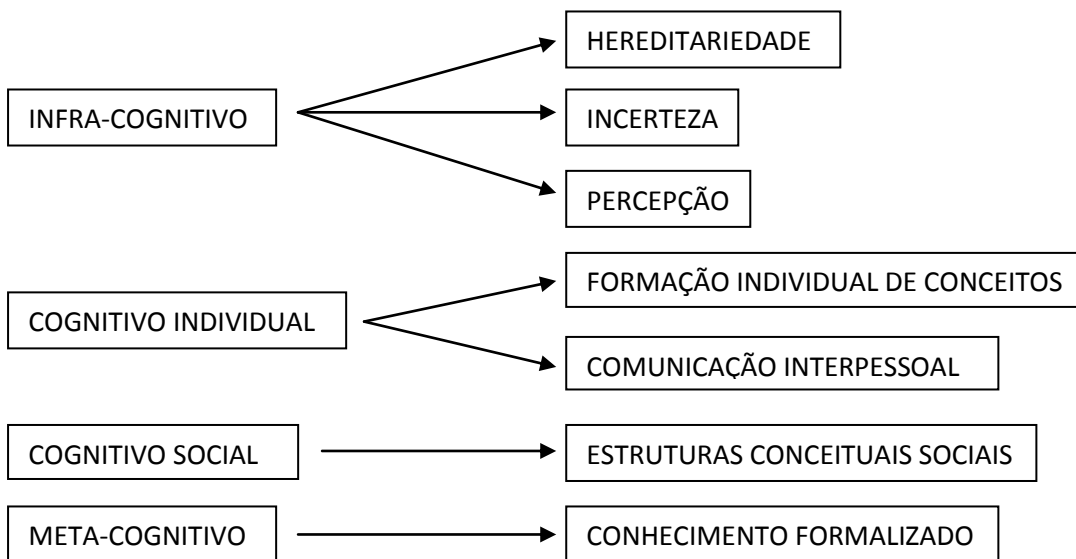 INFRA-COGNITIVO
HEREDITARIEDADE
INCERTEZA
PERCEPÇÃO
COGNITIVO INDIVIDUAL
FORMAÇÃO INDIVIDUAL DE CONCEITOS
COMUNICAÇÃO INTERPESSOAL
COGNITIVO SOCIAL
ESTRUTURAS CONCEITUAIS SOCIAIS
META-COGNITIVO
CONHECIMENTO FORMALIZADO